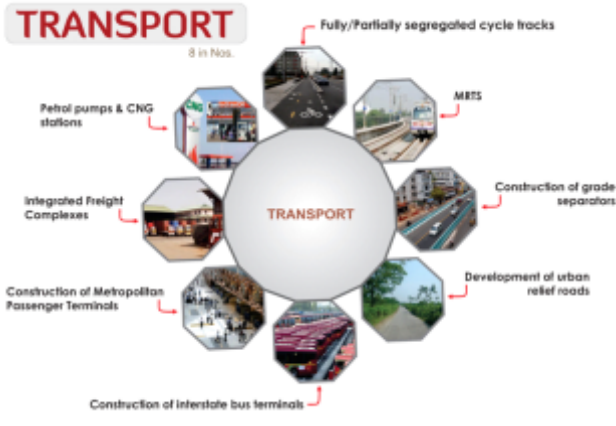 TRANSPORT
8 in Nos.
Fully/Partially segregated cycle tracks
Petrol pumps & CNG
stations
CNG
MRTS
Integrated Freight
Complexes
TRANSPORT
Construction of grade
separators
Construction of Metropolitan
Passenger Terminals
Development of urban
relief roads
Construction of interstate bus terminals